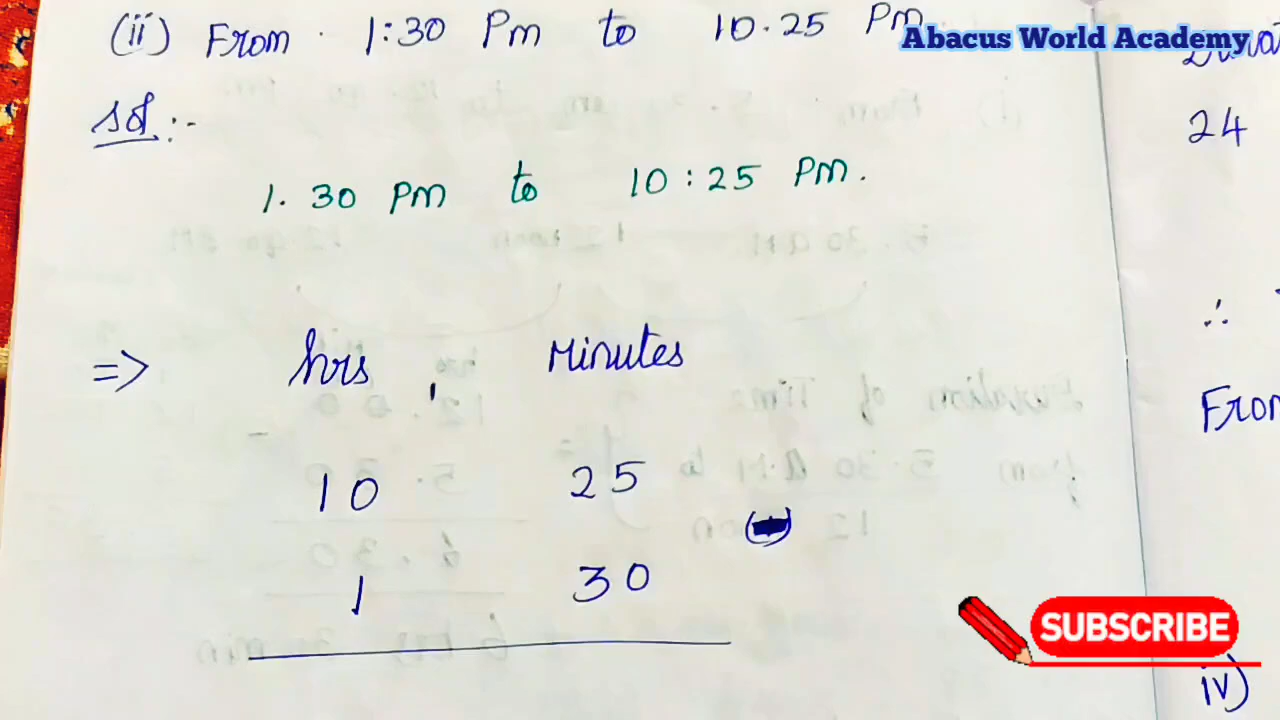 (ii) From 1:30 Pm to 10.25 Pm
Abacus World Academy
Sol :-
1. 30 Pm to 10:25 Pm.
=> hrs, Minutes
10 25
(-)
1 30
24
∴
From
iv)
SUBSCRIBE